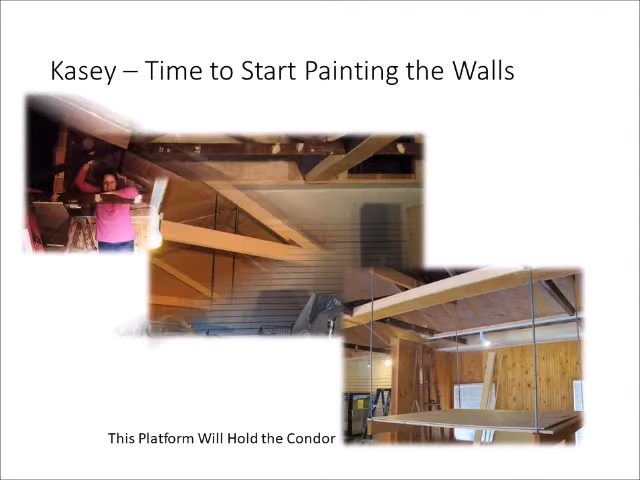 Kasey – Time to Start Painting the Walls
This Platform Will Hold the Condor